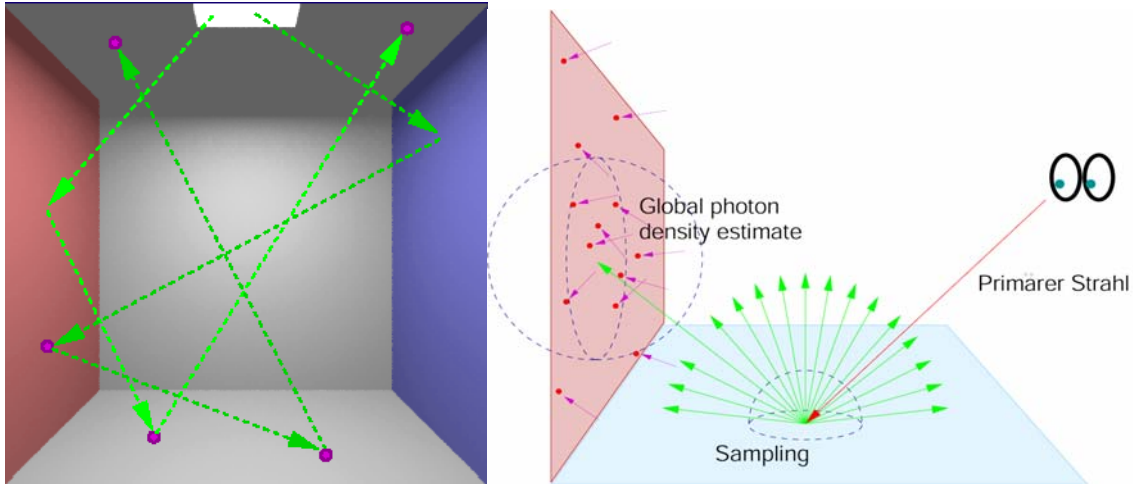 Global photon
density estimate
Primärer Strahl
Sampling